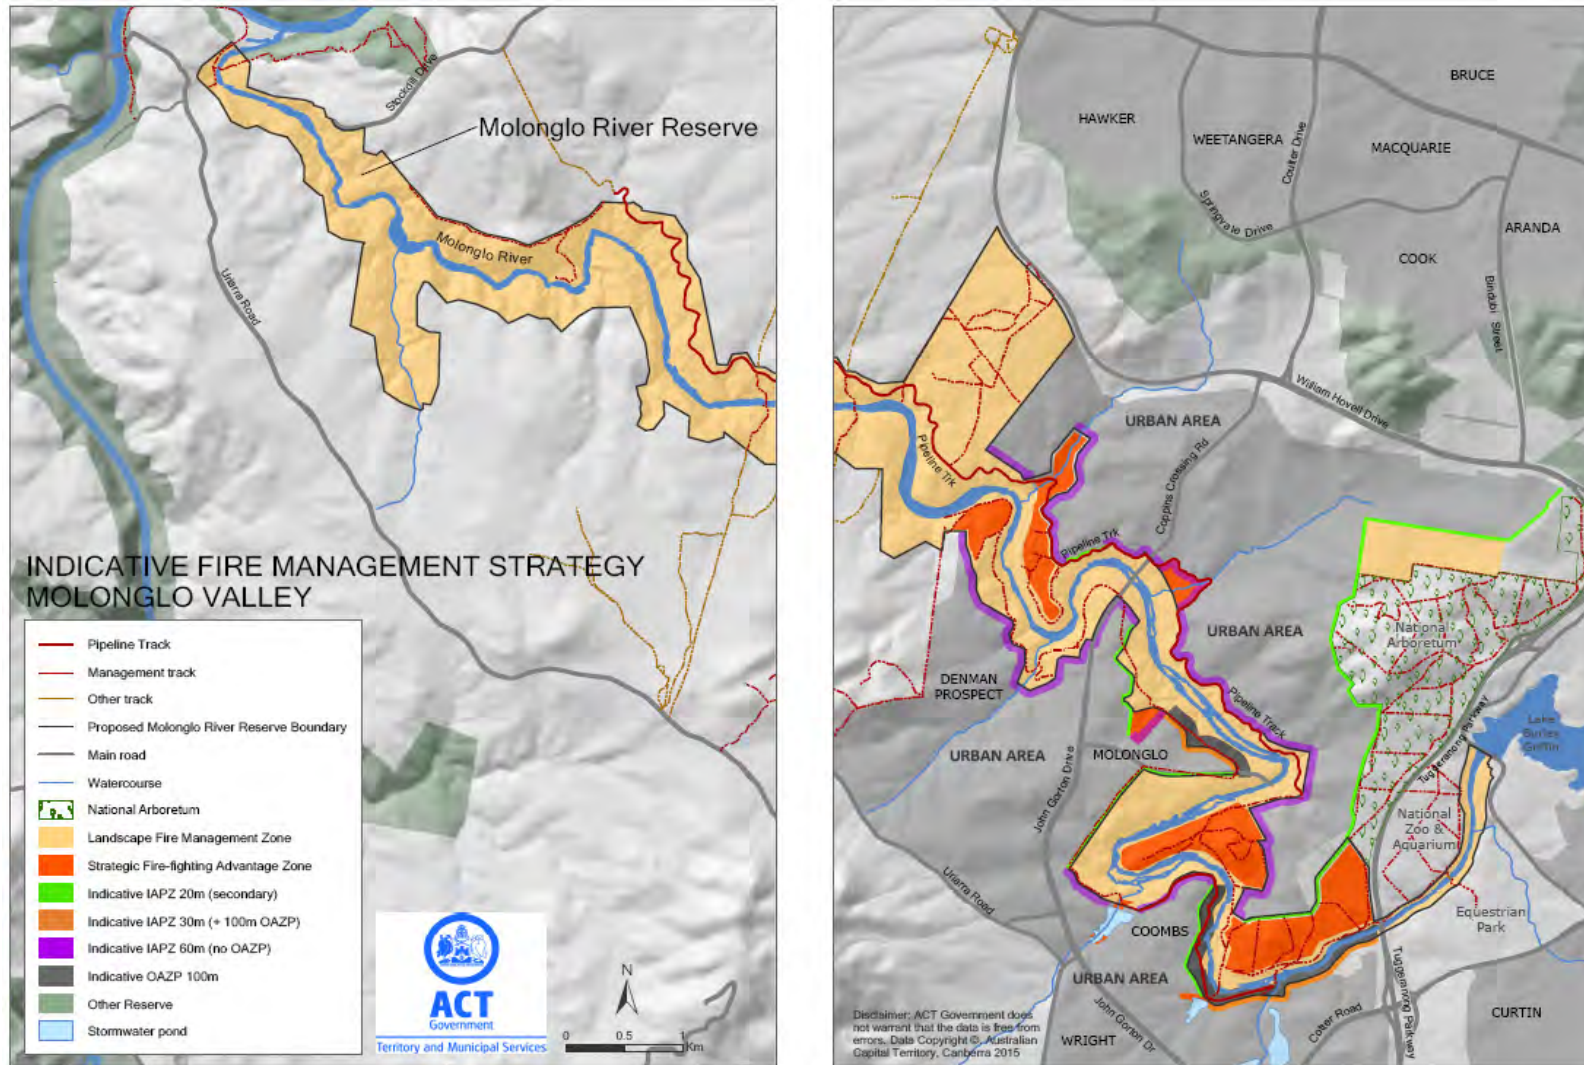 Stockdill Drive
Molonglo River Reserve
Molonglo River
Uriarra Road
INDICATIVE FIRE MANAGEMENT STRATEGY
MOLONGLO VALLEY
Pipeline Track
Management track
Other track
Proposed Molonglo River Reserve Boundary
Main road
Watercourse
National Arboretum
Landscape Fire Management Zone
Strategic Fire-fighting Advantage Zone
Indicative IAPZ 20m (secondary)
Indicative IAPZ 30m (+ 100m OAZP)
Indicative IAPZ 60m (no OAZP)
Indicative OAZP 100m
Other Reserve
Stormwater pond
ACT
Government
Territory and Municipal Services
N
0 0.5 1
Km
BRUCE
HAWKER
WEETANGERA
Coulter Drive
MACQUARIE
Springvale Drive
ARANDA
COOK
Bindubi Street
William Hovell Drive
URBAN AREA
Pipeline Trk
Coppins Crossing Rd
Pipeline Trk
National
Arboretum
URBAN AREA
DENMAN
PROSPECT
Pipeline Track
Tuggeranong Parkway
Lake
Burley
Griffin
URBAN AREA
MOLONGLO
John Gorton Drive
National
Zoo &
Aquarium
Uriarra Road
Equestrian
Park
COOMBS
URBAN AREA
Tuggeranong Parkway
John Gorton Dr
Cotter Road
CURTIN
WRIGHT
Disclaimer: ACT Government does
not warrant that the data is free from
errors. Data Copyright ©, Australian
Capital Territory, Canberra 2015